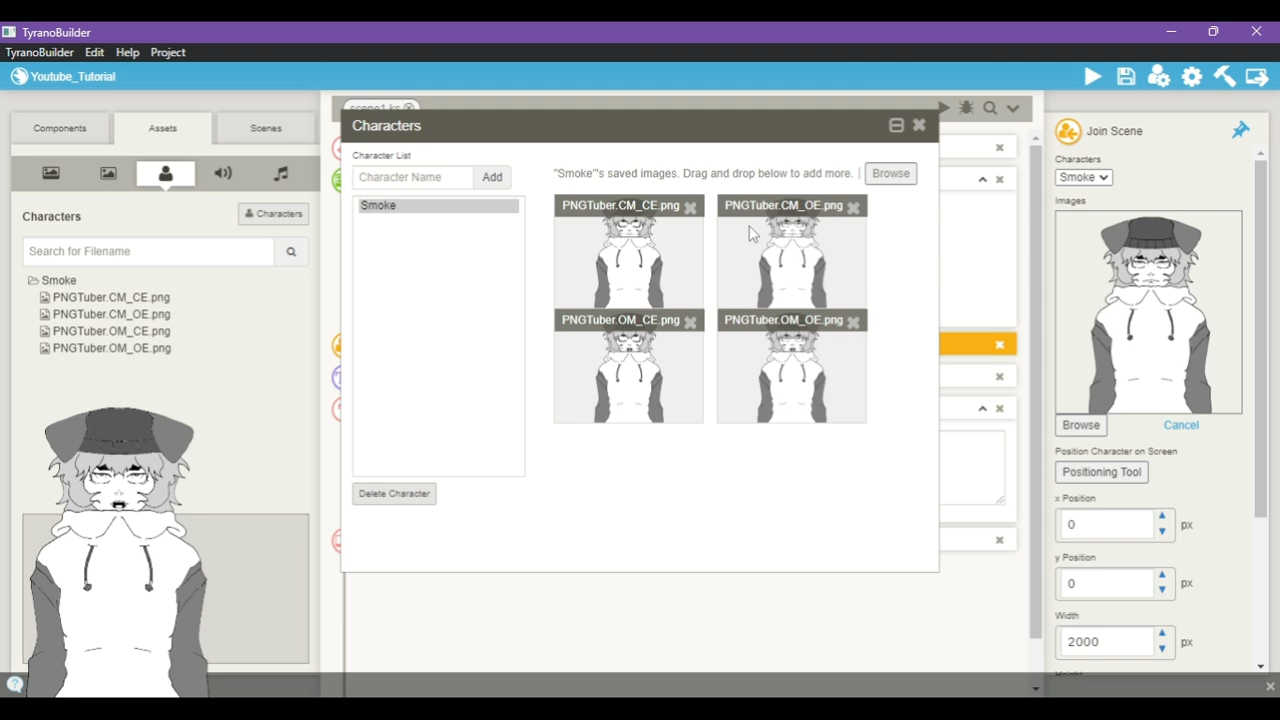 TyranoBuilder
TyranoBuilder Edit Help Project
Youtube_Tutorial
Components Assets Scenes
Characters
Characters
Search for Filename
Smoke
PNGTuber.CM_CE.png
PNGTuber.CM_OE.png
PNGTuber.OM_CE.png
PNGTuber.OM_OE.png
scene1.ks
Characters
Character List
Character Name Add
Smoke
Delete Character
"Smoke"'s saved images. Drag and drop below to add more. Browse
PNGTuber.CM_CE.png PNGTuber.CM_OE.png
PNGTuber.OM_CE.png PNGTuber.OM_OE.png
Join Scene
Characters
Smoke
Images
Browse Cancel
Position Character on Screen
Positioning Tool
x Position
0 px
y Position
0 px
Width
2000 px